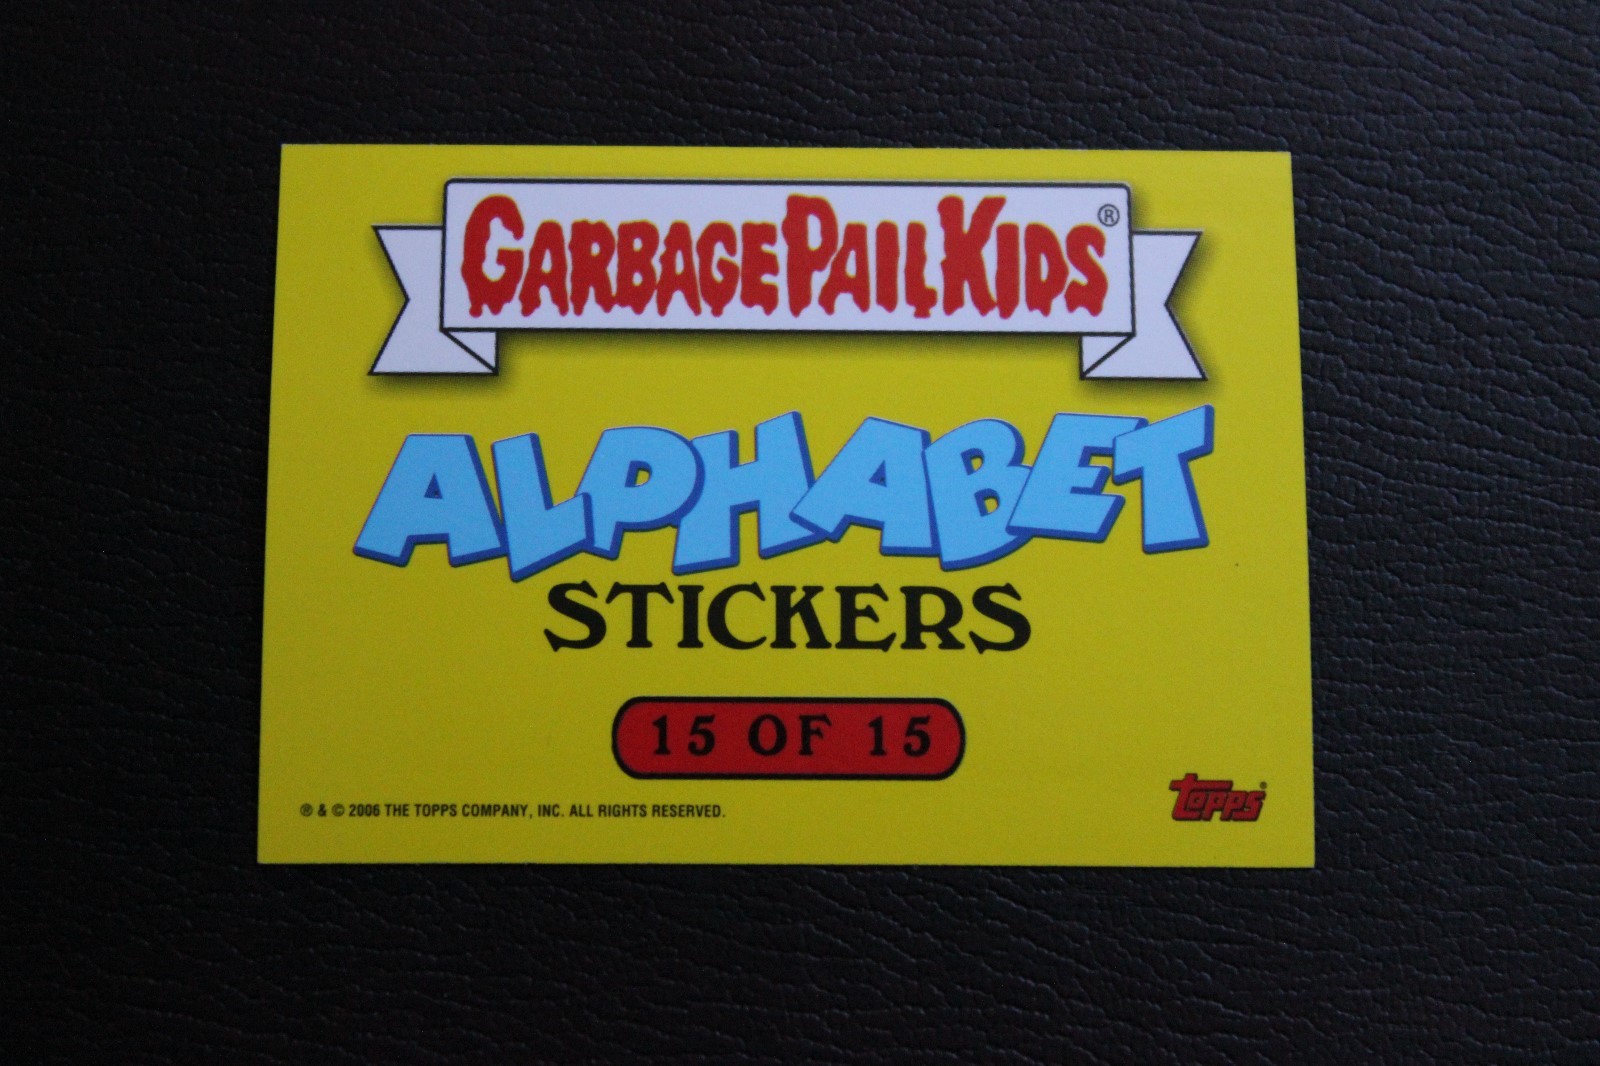 GARBAGE PAIL KIDS®
ALPHABET
STICKERS
15 OF 15
® & © 2006 THE TOPPS COMPANY, INC. ALL RIGHTS RESERVED.
topps®